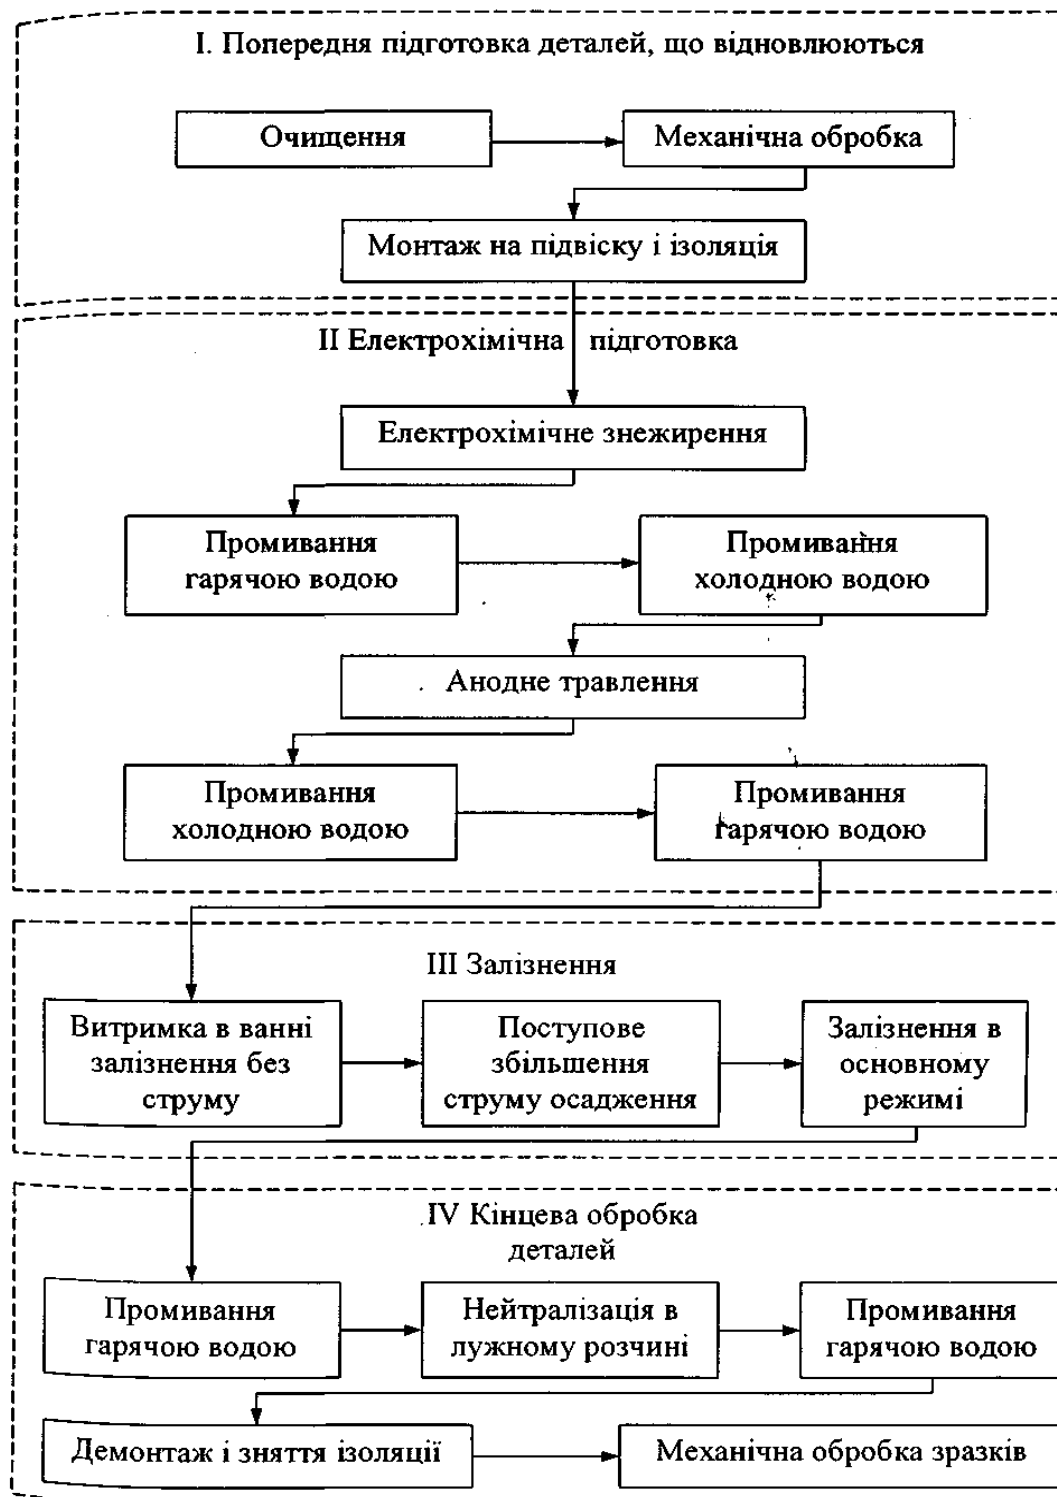 I. Попередня підготовка деталей, що відновлюються
Очищення
Механічна обробка
Монтаж на підвіску і ізоляція
II Електрохімічна підготовка
Електрохімічне знежирення
Промивання
гарячою водою
Промивання
холодною водою
Анодне травлення
Промивання
холодною водою
Промивання
гарячою водою
III Залізнення
Витримка в ванні
залізнення без
струму
Поступове
збільшення
струму осадження
Залізнення в
основному
режимі
IV Кінцева обробка
деталей
Промивання
гарячою водою
Нейтралізація в
лужному розчині
Промивання
гарячою водою
Демонтаж і зняття ізоляції
Механічна обробка зразків